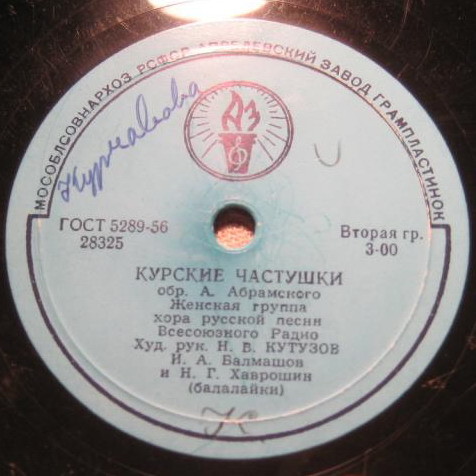 МОСОБЛСОВНАРХОЗ РСФСР АПРЕЛЕВСКИЙ ЗАВОД ГРАМПЛАСТИНОК
АЗ
ГОСТ 5289-56
28325
Вторая гр.
3-00
КУРСКИЕ ЧАСТУШКИ
обр. А. Абрамского
Женская группа
хора русской песни
Всесоюзного Радио
Худ. рук. Н. В. КУТУЗОВ
И. А. Балмашов
и Н. Г. Хаврошин
(балалайки)
К